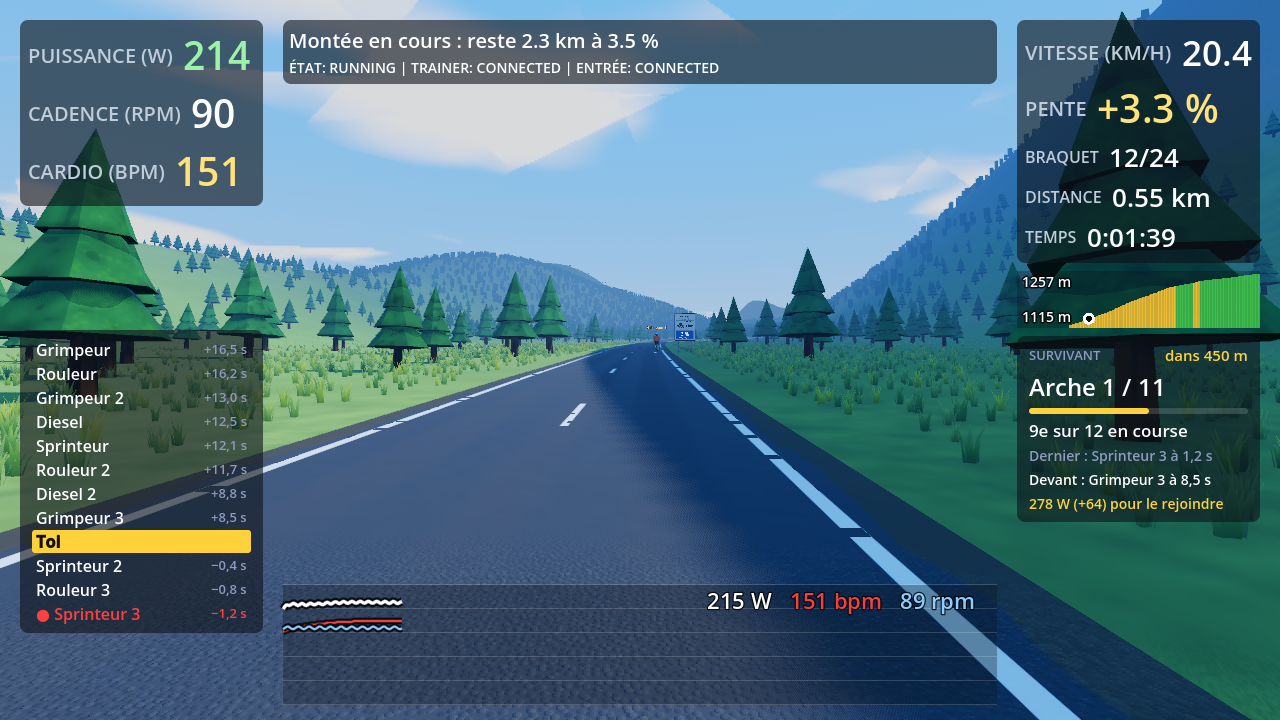 PUISSANCE (W) 214
CADENCE (RPM) 90
CARDIO (BPM) 151
Montée en cours : reste 2.3 km à 3.5 %
ÉTAT: RUNNING | TRAINER: CONNECTED | ENTRÉE: CONNECTED
VITESSE (KM/H) 20.4
PENTE +3.3 %
BRAQUET 12/24
DISTANCE 0.55 km
TEMPS 0:01:39
1257 m
1115 m
SURVIVANT dans 450 m
Arche 1 / 11
9e sur 12 en course
Dernier : Sprinteur 3 à 1,2 s
Devant : Grimpeur 3 à 8,5 s
278 W (+64) pour le rejoindre
Grimpeur +16,5 s
Rouleur +16,2 s
Grimpeur 2 +13,0 s
Diesel +12,5 s
Sprinteur +12,1 s
Rouleur 2 +11,7 s
Diesel 2 +8,8 s
Grimpeur 3 +8,5 s
Toi
Sprinteur 2 −0,4 s
Rouleur 3 −0,8 s
Sprinteur 3 −1,2 s
215 W 151 bpm 89 rpm